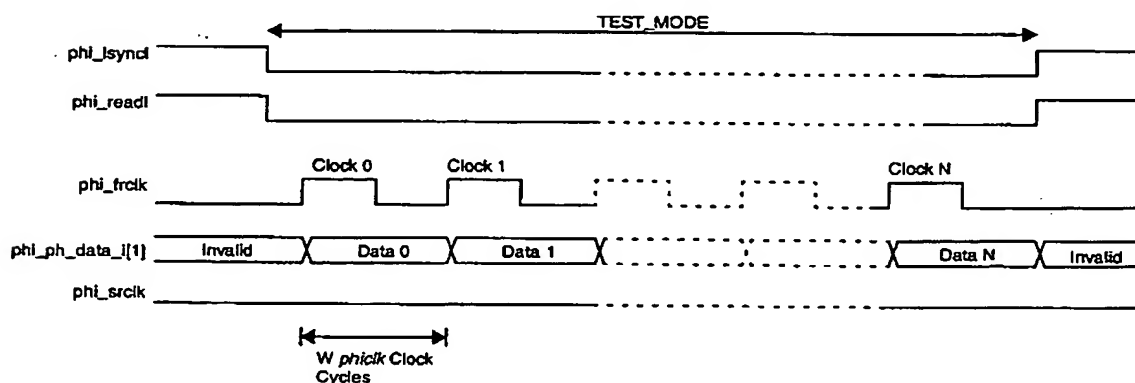 TEST_MODE
phi_lsyncl
phi_readl
Clock 0 Clock 1 Clock N
phi_frclk
phi_ph_data_i[1] Invalid Data 0 Data 1 Data N Invalid
phi_srclk
W phiclk Clock
Cycles